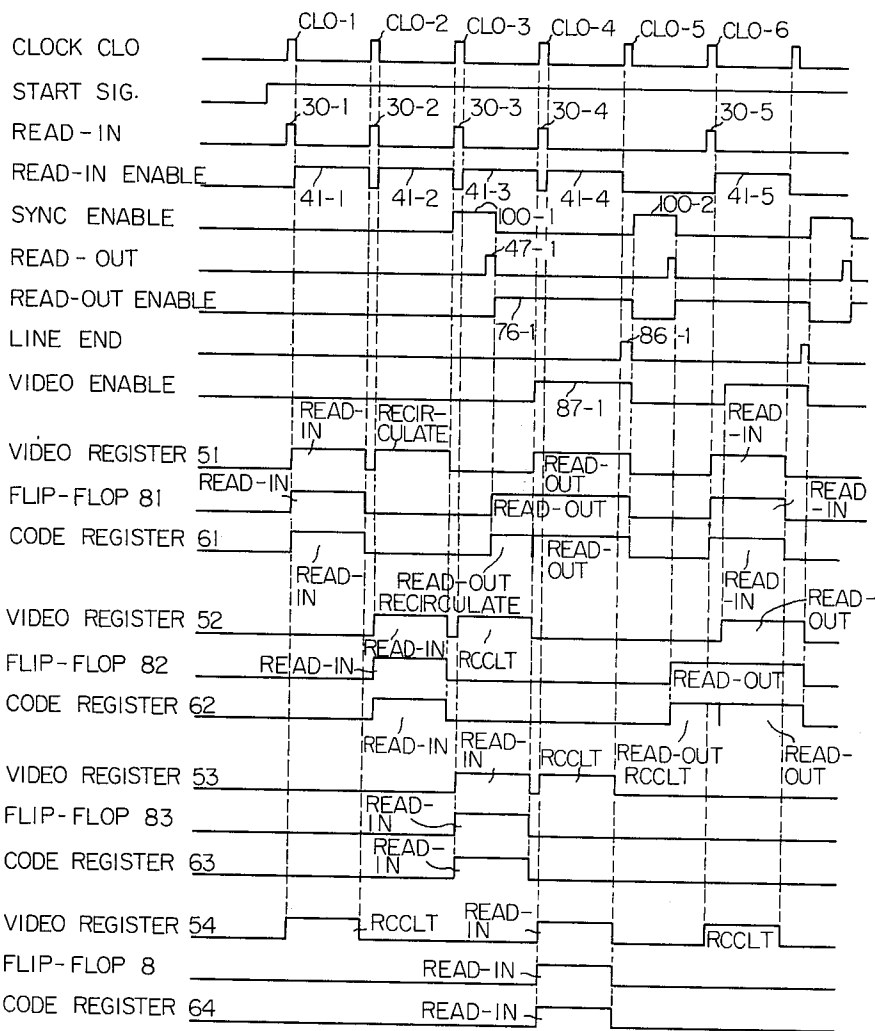 CLO-1 CLO-2 CLO-3 CLO-4 CLO-5 CLO-6
CLOCK CLO
START SIG.
30-1 30-2 30-3 30-4 30-5
READ-IN
READ-IN ENABLE
41-1 41-2 41-3 41-4 41-5
SYNC ENABLE 100-1 100-2
READ-OUT 47-1
READ-OUT ENABLE
76-1
LINE END 86-1
VIDEO ENABLE 87-1
READ-
IN
RECIR-
CULATE
READ
-IN
VIDEO REGISTER 51
READ-
OUT
READ-IN
FLIP-FLOP 81
READ-OUT
READ
-IN
CODE REGISTER 61
READ-
IN
READ-OUT
RECIRCULATE
READ-
OUT
READ
-IN
VIDEO REGISTER 52
READ-IN
RCCLT
READ-
OUT
FLIP-FLOP 82 READ-IN READ-OUT
CODE REGISTER 62
READ-IN
READ-OUT
RCCLT
READ-
OUT
READ-
IN
RCCLT
VIDEO REGISTER 53
FLIP-FLOP 83
READ-
IN
CODE REGISTER 63
READ-
IN
VIDEO REGISTER 54 RCCLT
READ-
IN
RCCLT
FLIP-FLOP 8 READ-IN
CODE REGISTER 64 READ-IN